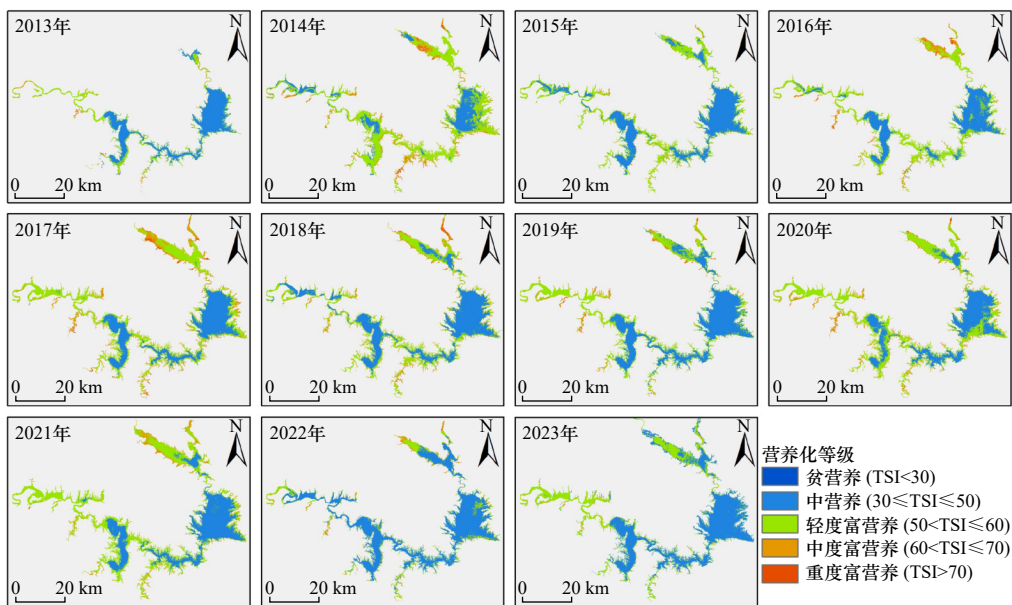 2013年
N
0 20 km
2014年
N
0 20 km
2015年
N
0 20 km
2016年
N
0 20 km
2017年
N
0 20 km
2018年
N
0 20 km
2019年
N
0 20 km
2020年
N
0 20 km
2021年
N
0 20 km
2022年
N
0 20 km
2023年
N
0 20 km
营养化等级
贫营养 (TSI<30)
中营养 (30≤TSI≤50)
轻度富营养 (50<TSI≤60)
中度富营养 (60<TSI≤70)
重度富营养 (TSI>70)